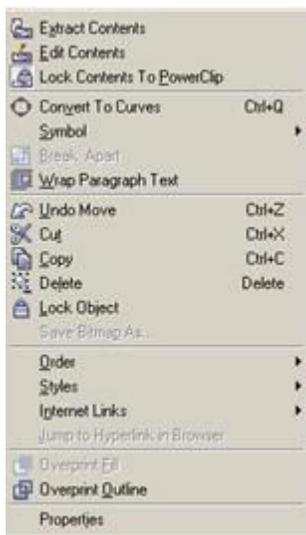 Extract Contents
Edit Contents
Lock Contents To PowerClip
Convert To Curves Ctrl+Q
Symbol
Break Apart
Wrap Paragraph Text
Undo Move Ctrl+Z
Cut Ctrl+X
Copy Ctrl+C
Delete Delete
Lock Object
Save Bitmap As...
Order
Styles
Internet Links
Jump to Hyperlink in Browser
Overprint Fill
Overprint Outline
Properties